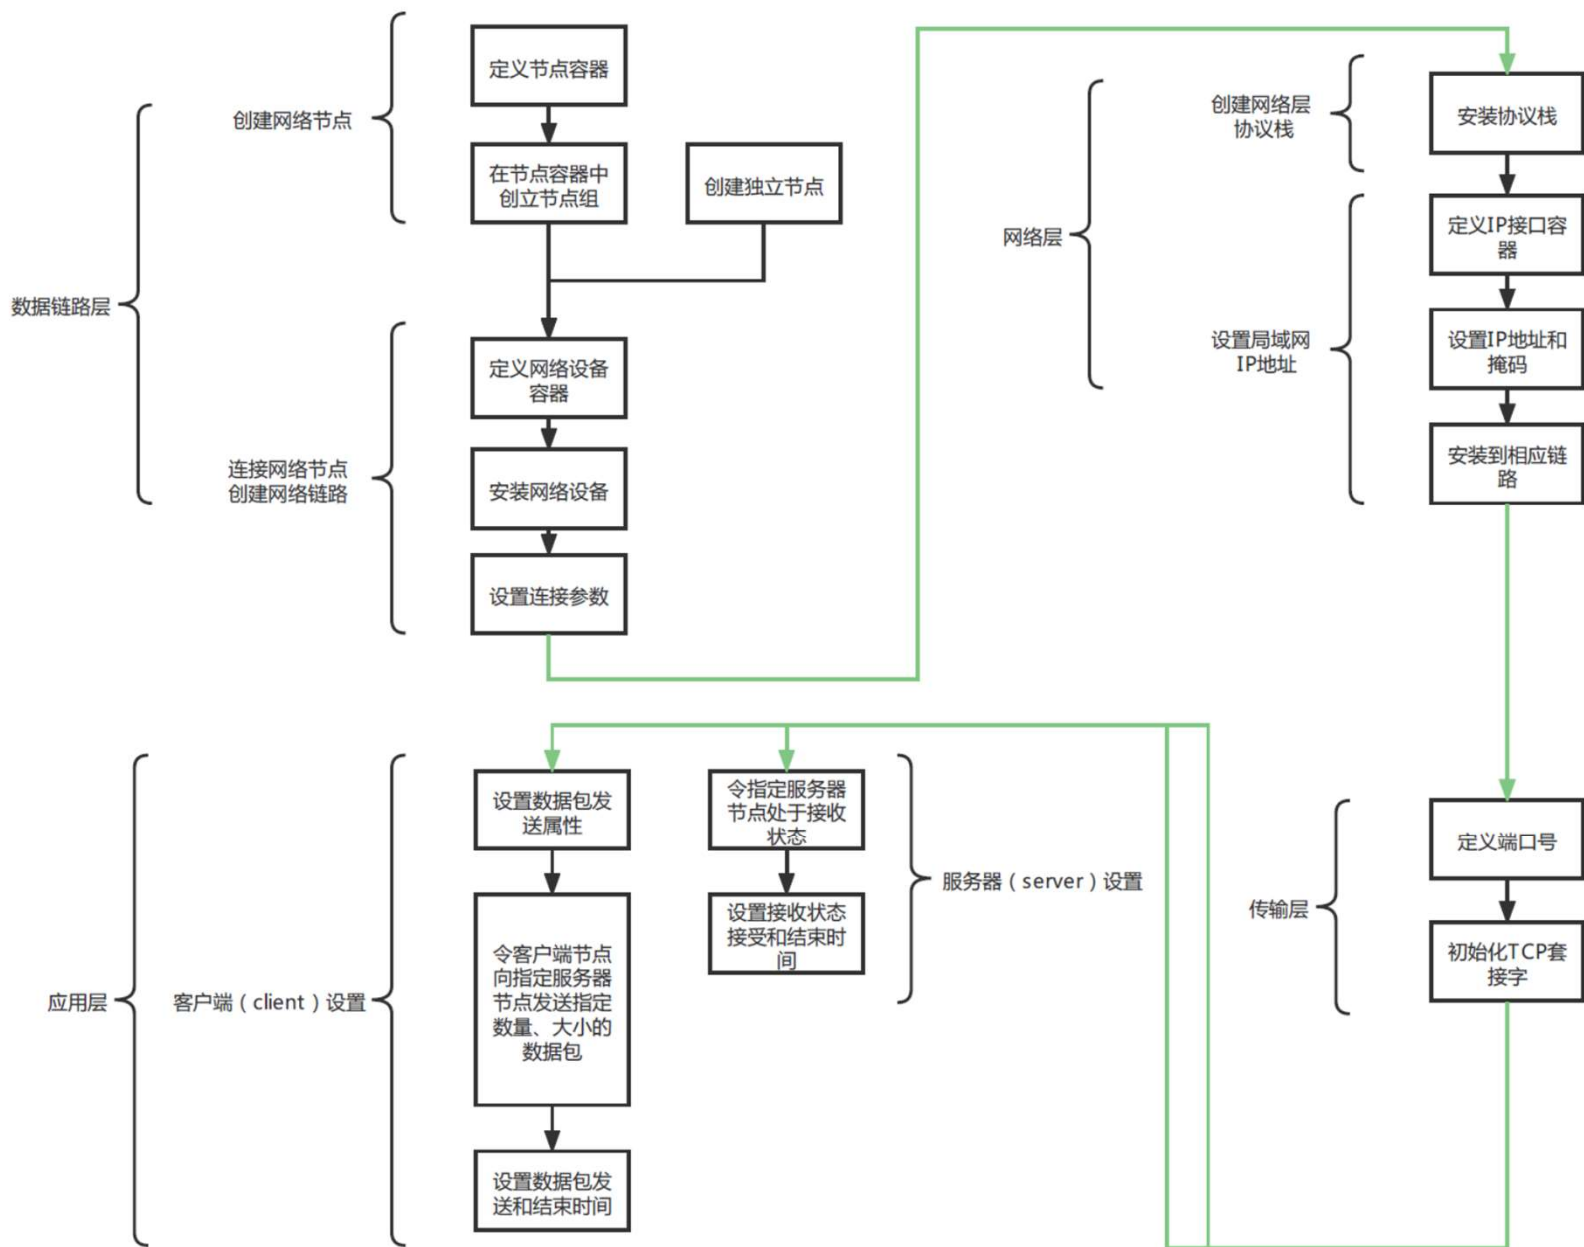 数据链路层
创建网络节点
定义节点容器
在节点容器中
创立节点组
创建独立节点
连接网络节点
创建网络链路
定义网络设备
容器
安装网络设备
设置连接参数
网络层
创建网络层
协议栈
安装协议栈
设置局域网
IP地址
定义IP接口容
器
设置IP地址和
掩码
安装到相应链
路
传输层
定义端口号
初始化TCP套
接字
应用层
客户端（client）设置
设置数据包发
送属性
令客户端节点
向指定服务器
节点发送指定
数量、大小的
数据包
设置数据包发
送和结束时间
令指定服务器
节点处于接收
状态
设置接收状态
接受和结束时
间
服务器（server）设置